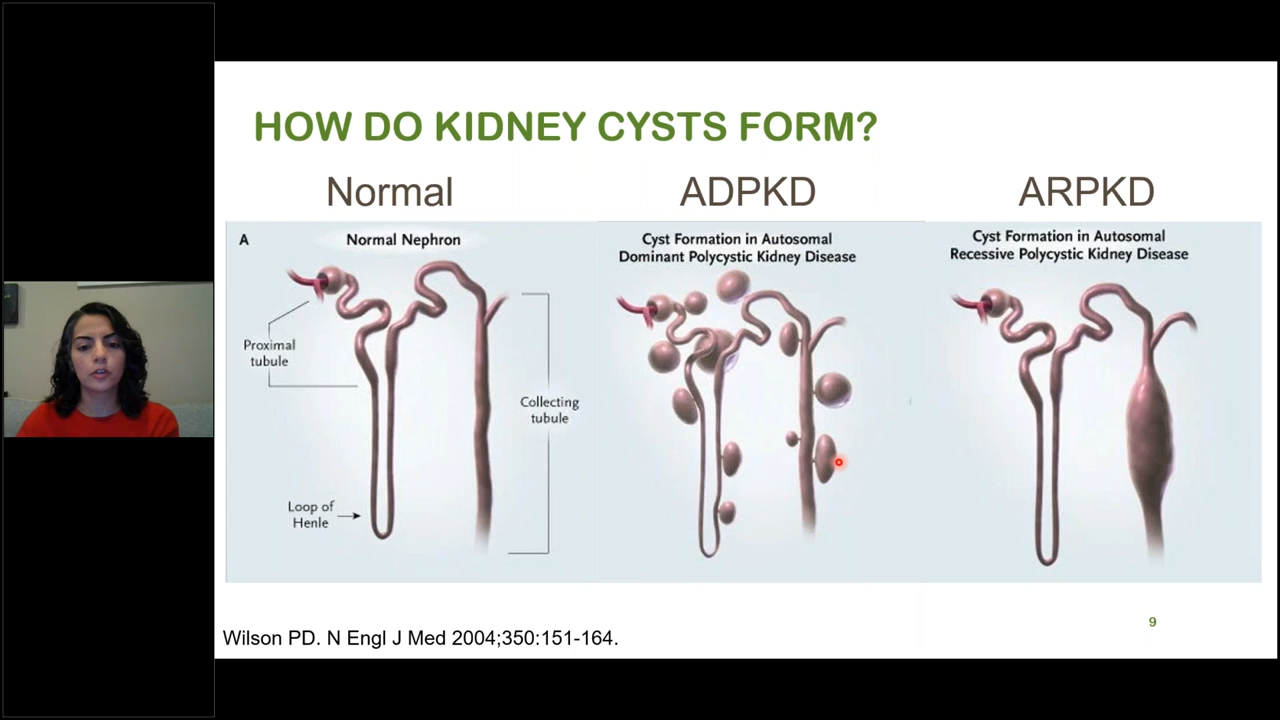 HOW DO KIDNEY CYSTS FORM?
Normal
ADPKD
ARPKD
A
Normal Nephron
Proximal
tubule
Loop of
Henle
Collecting
tubule
Cyst Formation in Autosomal
Dominant Polycystic Kidney Disease
Cyst Formation in Autosomal
Recessive Polycystic Kidney Disease
9
Wilson PD. N Engl J Med 2004;350:151-164.